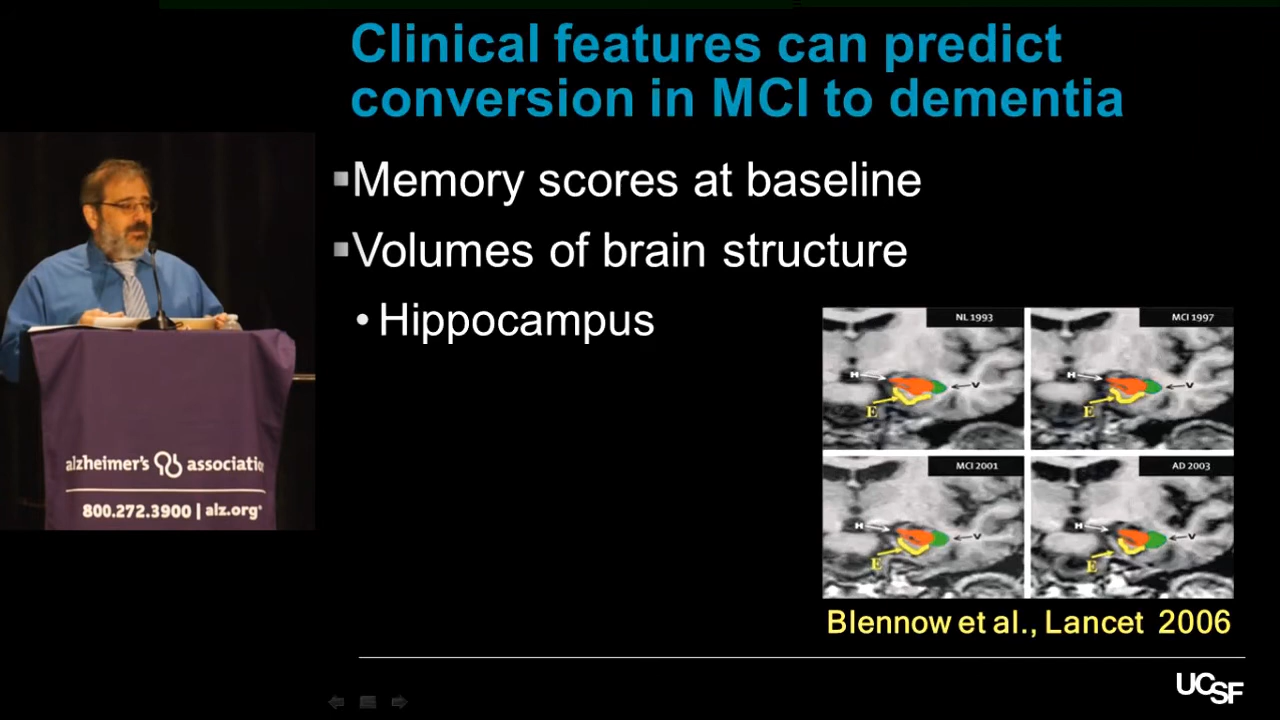 Clinical features can predict
conversion in MCI to dementia
▪Memory scores at baseline
▪Volumes of brain structure
• Hippocampus
NL 1993
H
V
E
MCI 1997
H
V
E
MCI 2001
H
V
E
AD 2003
H
V
E
Blennow et al., Lancet 2006
alzheimer's associatio
800.272.3900 | alz.org®
UCSF